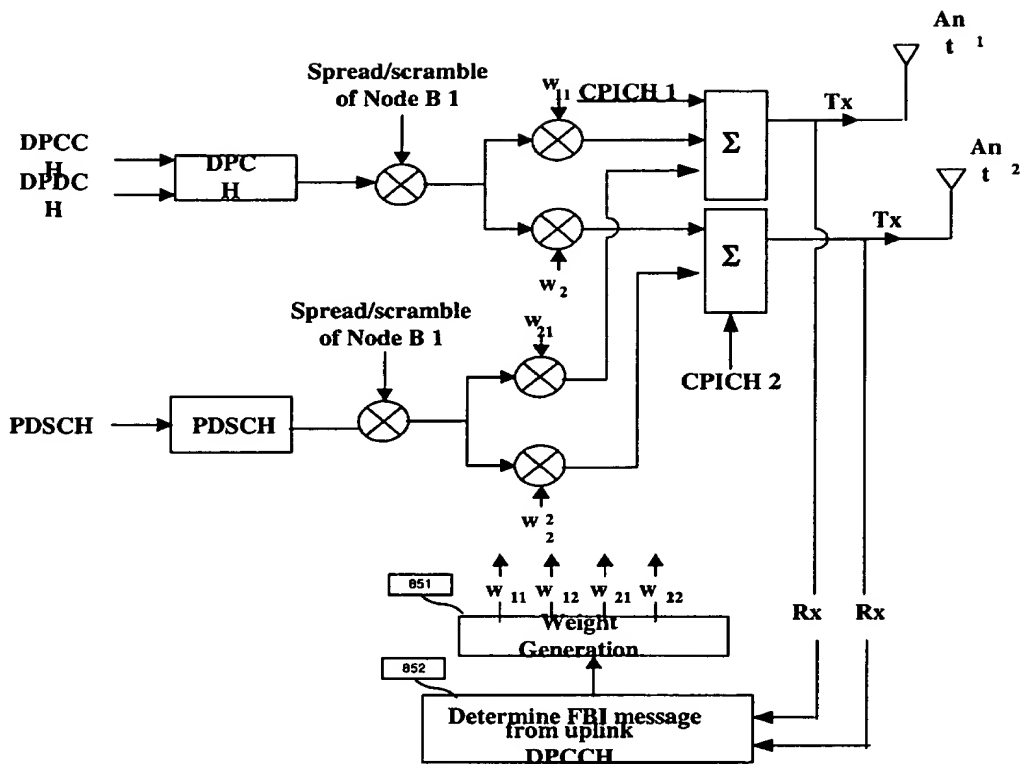 An
t 1
Spread/scramble
of Node B 1
w 11
CPICH 1
Tx
DPCC
H
DPDC
H
DPC
H
Σ
An
t 2
Tx
w 2
Σ
Spread/scramble
of Node B 1
w 21
CPICH 2
PDSCH
PDSCH
w 2
2
851
w 11
w 12
w 21
w 22
Weight
Generation
Rx
Rx
852
Determine FBI message
from uplink
DPCCH